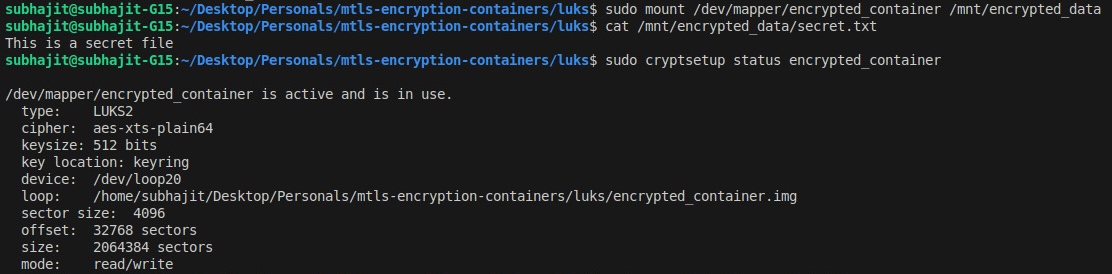 subhajit@subhajit-G15:~/Desktop/Personals/mtls-encryption-containers/luks$ sudo mount /dev/mapper/encrypted_container /mnt/encrypted_data
subhajit@subhajit-G15:~/Desktop/Personals/mtls-encryption-containers/luks$ cat /mnt/encrypted_data/secret.txt
This is a secret file
subhajit@subhajit-G15:~/Desktop/Personals/mtls-encryption-containers/luks$ sudo cryptsetup status encrypted_container
/dev/mapper/encrypted_container is active and is in use.
  type:    LUKS2
  cipher:  aes-xts-plain64
  keysize: 512 bits
  key location: keyring
  device:  /dev/loop20
  loop:    /home/subhajit/Desktop/Personals/mtls-encryption-containers/luks/encrypted_container.img
  sector size:  4096
  offset:  32768 sectors
  size:    2064384 sectors
  mode:    read/write